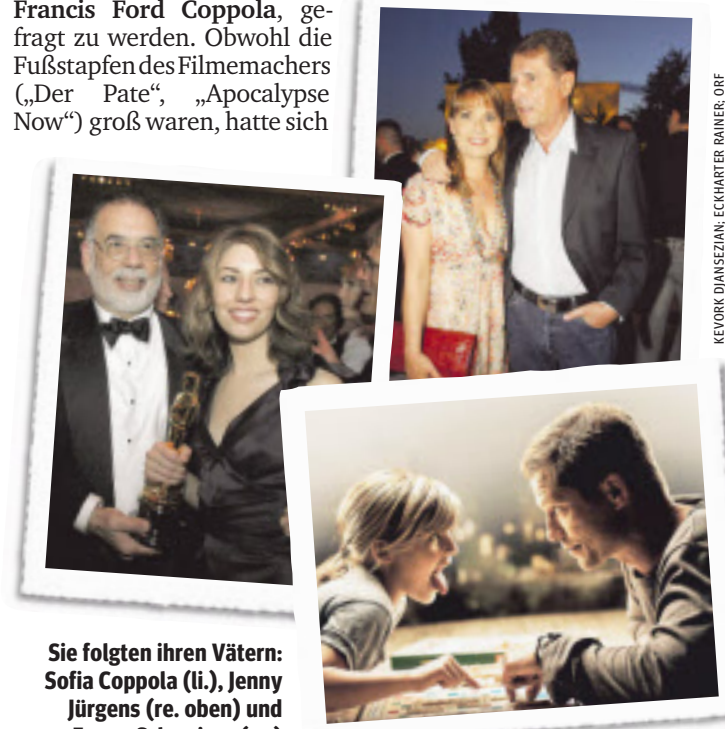 Francis Ford Coppola, ge-
fragt zu werden. Obwohl die
Fußstapfen des Filmemachers
(„Der Pate“, „Apocalypse
Now“) groß waren, hatte sich
KEVORK DJANSEZIAN; ECKHARTER RAINER; ORF
Sie folgten ihren Vätern:
Sofia Coppola (li.), Jenny
Jürgens (re. oben) und